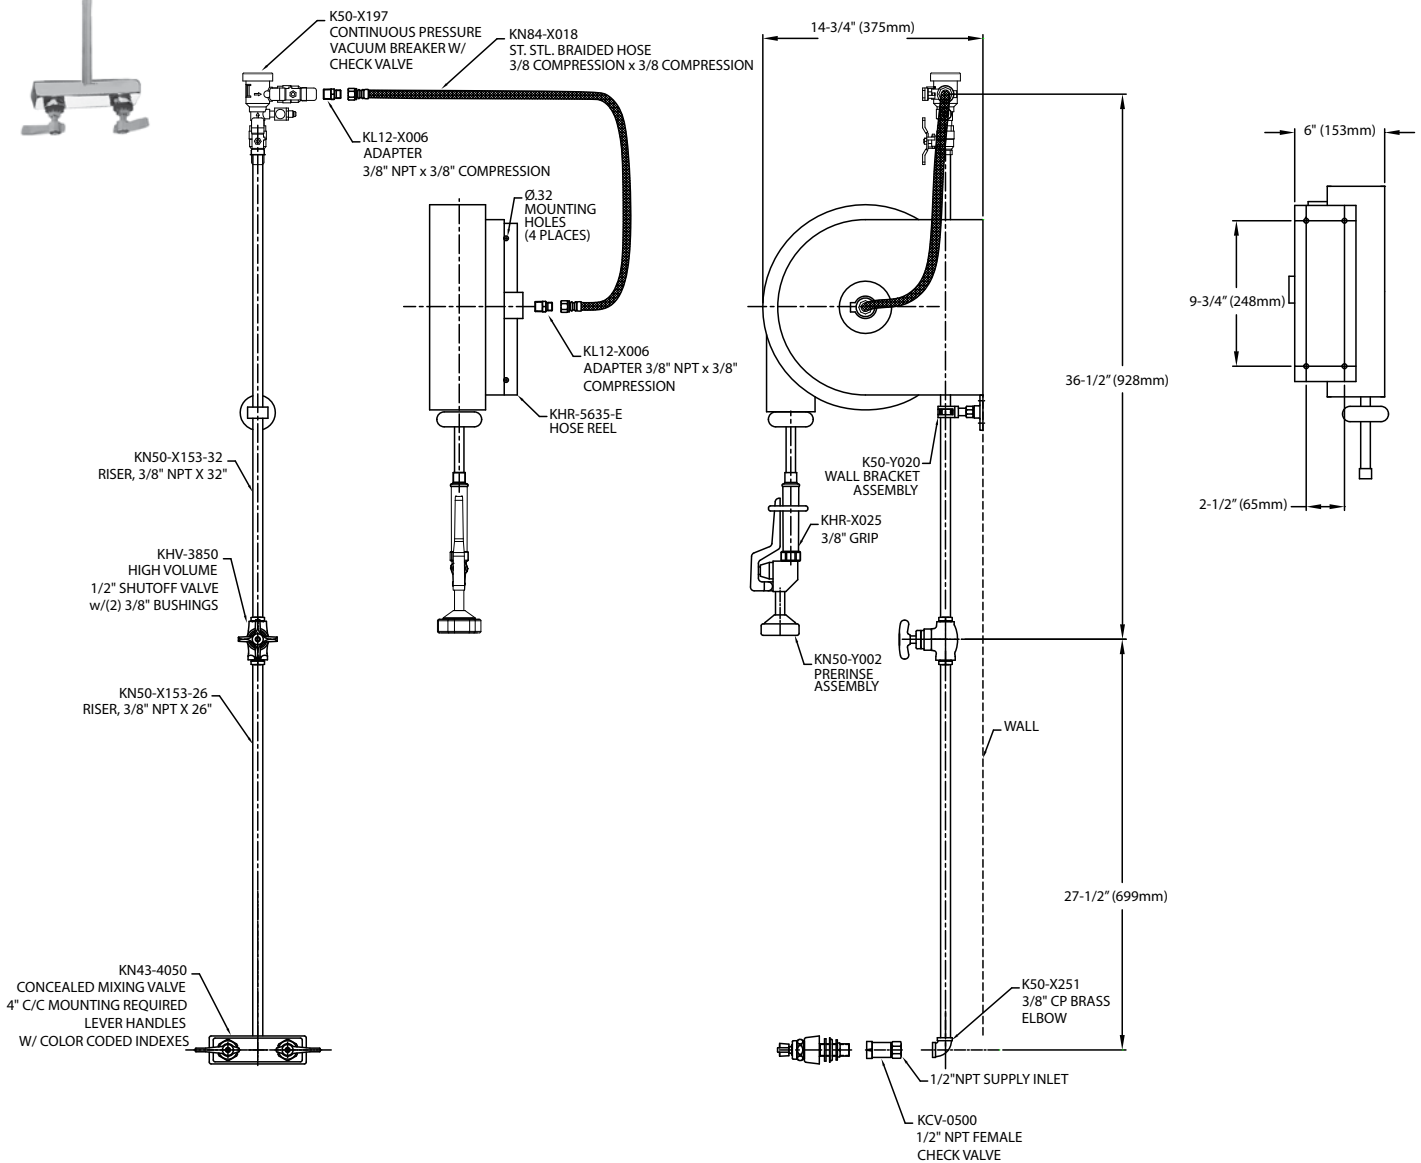 K50-X197
CONTINUOUS PRESSURE
VACUUM BREAKER W/
CHECK VALVE
KN84-X018
ST. STL. BRAIDED HOSE
3/8 COMPRESSION x 3/8 COMPRESSION
KL12-X006
ADAPTER
3/8" NPT x 3/8" COMPRESSION
Ø.32
MOUNTING
HOLES
(4 PLACES)
KL12-X006
ADAPTER 3/8" NPT x 3/8"
COMPRESSION
KHR-5635-E
HOSE REEL
KN50-X153-32
RISER, 3/8" NPT X 32"
KHV-3850
HIGH VOLUME
1/2" SHUTOFF VALVE
w/(2) 3/8" BUSHINGS
KN50-X153-26
RISER, 3/8" NPT X 26"
KN43-4050
CONCEALED MIXING VALVE
4" C/C MOUNTING REQUIRED
LEVER HANDLES
W/ COLOR CODED INDEXES
14-3/4" (375mm)
36-1/2" (928mm)
K50-Y020
WALL BRACKET
ASSEMBLY
KHR-X025
3/8" GRIP
KN50-Y002
PRERINSE
ASSEMBLY
WALL
27-1/2" (699mm)
K50-X251
3/8" CP BRASS
ELBOW
1/2"NPT SUPPLY INLET
KCV-0500
1/2" NPT FEMALE
CHECK VALVE
6" (153mm)
9-3/4" (248mm)
2-1/2" (65mm)